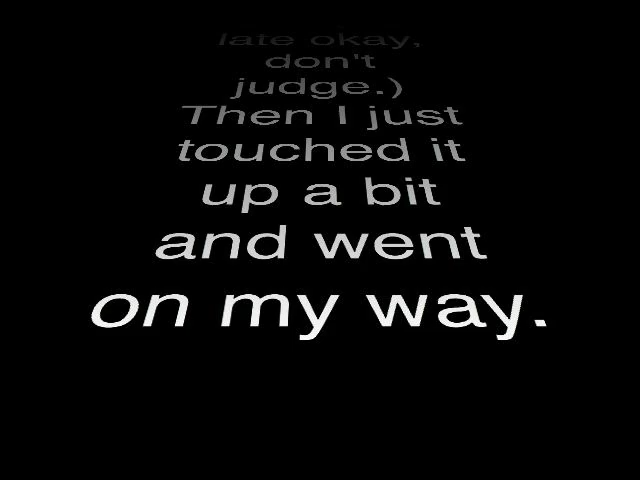 late okay,
don't
judge.)
Then I just
touched it
up a bit
and went
on my way.